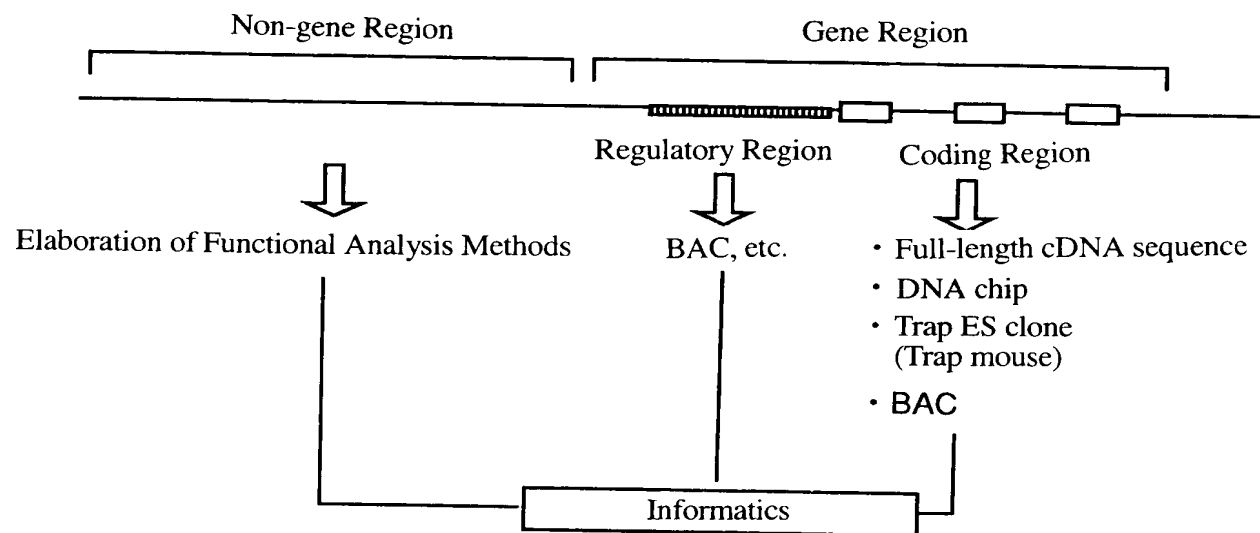 Non-gene Region
Gene Region
Regulatory Region
Coding Region
Elaboration of Functional Analysis Methods
BAC, etc.
・Full-length cDNA sequence
・DNA chip
・Trap ES clone
(Trap mouse)
・BAC
Informatics